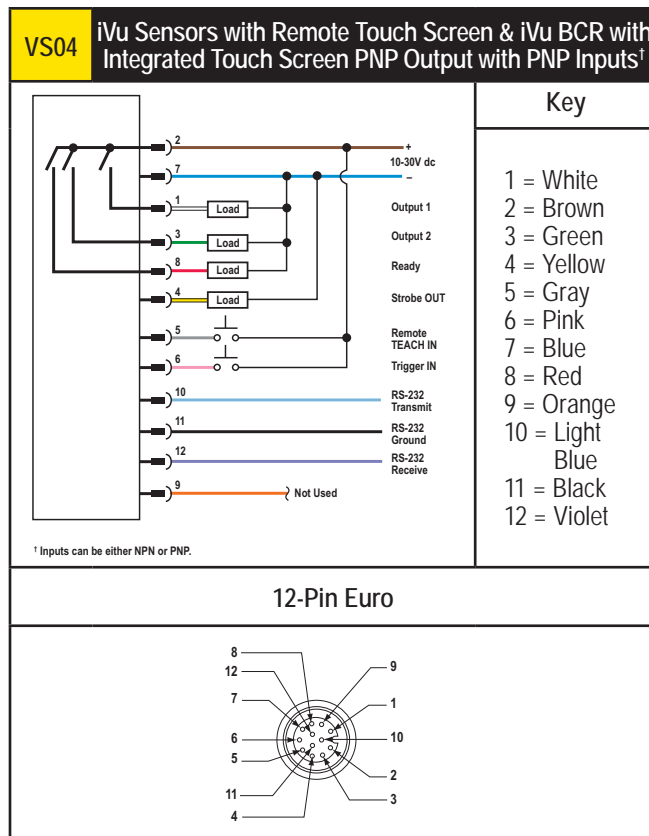 VS04
iVu Sensors with Remote Touch Screen & iVu BCR with
Integrated Touch Screen PNP Output with PNP Inputs†
2
+
10-30V dc
7
–
1
Load
Output 1
3
Load
Output 2
8
Load
Ready
4
Load
Strobe OUT
5
Remote
TEACH IN
6
Trigger IN
10
RS-232
Transmit
11
RS-232
Ground
12
RS-232
Receive
9
Not Used
† Inputs can be either NPN or PNP.
Key
1 = White
2 = Brown
3 = Green
4 = Yellow
5 = Gray
6 = Pink
7 = Blue
8 = Red
9 = Orange
10 = Light
Blue
11 = Black
12 = Violet
12-Pin Euro
8
12
7
6
5
11
4
9
1
10
2
3